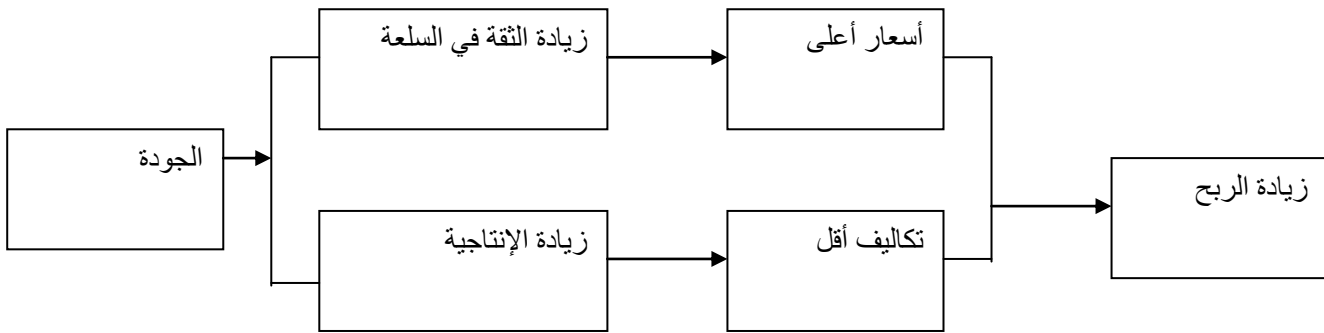 الجودة
زيادة الثقة في السلعة
أسعار أعلى
زيادة الإنتاجية
تكاليف أقل
زيادة الربح